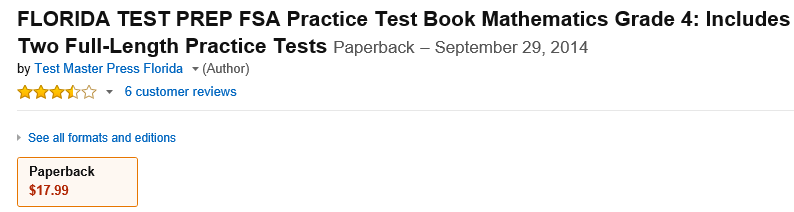 FLORIDA TEST PREP FSA Practice Test Book Mathematics Grade 4: Includes
Two Full-Length Practice Tests Paperback – September 29, 2014
by Test Master Press Florida (Author)
6 customer reviews
See all formats and editions
Paperback
$17.99